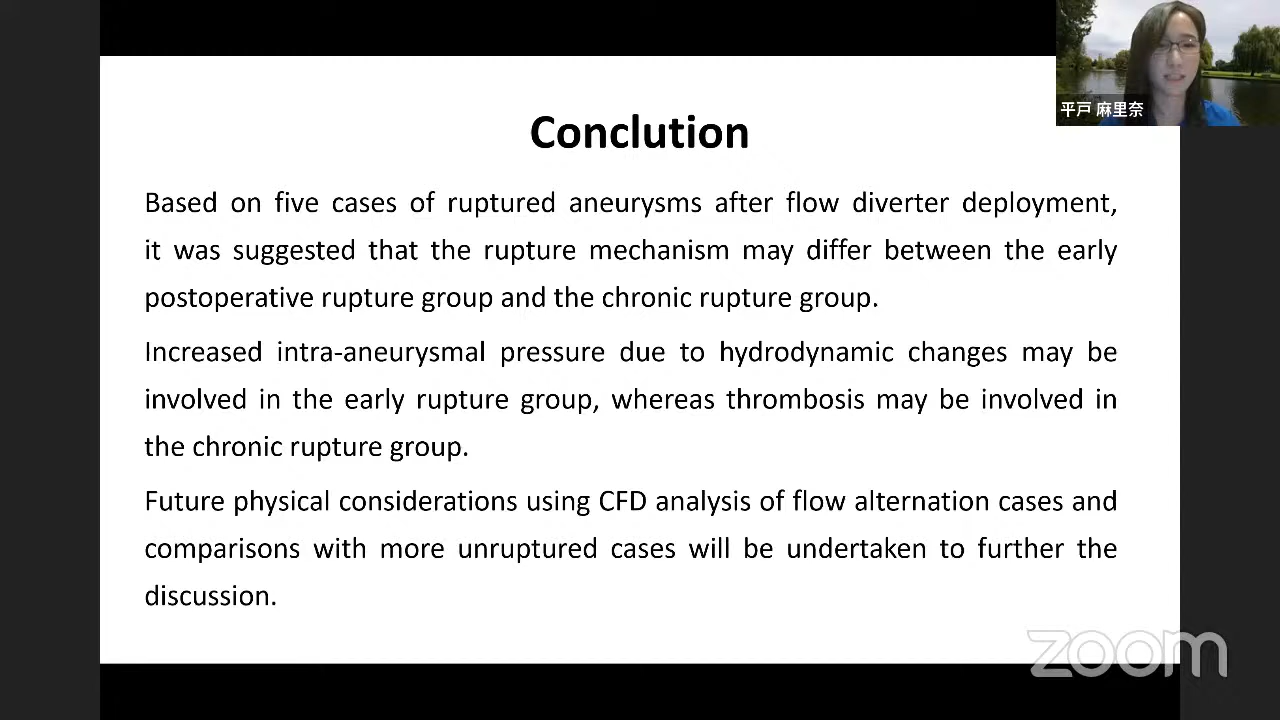 平戸 麻里奈
Conclution
Based on five cases of ruptured aneurysms after flow diverter deployment,
it was suggested that the rupture mechanism may differ between the early
postoperative rupture group and the chronic rupture group.
Increased intra-aneurysmal pressure due to hydrodynamic changes may be
involved in the early rupture group, whereas thrombosis may be involved in
the chronic rupture group.
Future physical considerations using CFD analysis of flow alternation cases and
comparisons with more unruptured cases will be undertaken to further the
discussion.
zoom